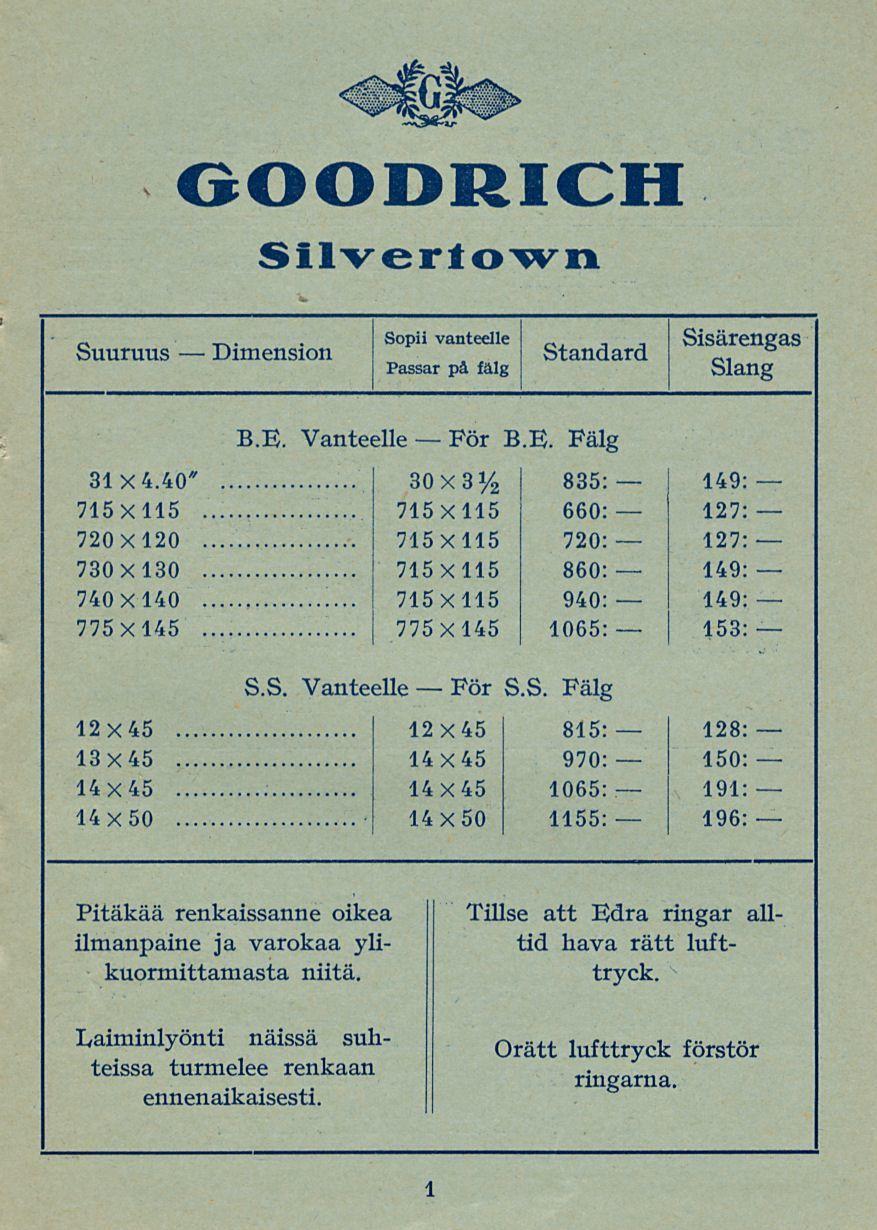 G
GOODRICH
Silvertown
Suuruus — Dimension
Sopii vanteelle
Passar på fälg
Standard
Sisärengas
Slang
B.E. Vanteelle — För B.E. Fälg
31 × 4.40″ ................ 30 × 3 ½ 835: — 149: —
715 × 115 .................. 715 × 115 660: — 127: —
720 × 120 .................. 715 × 115 720: — 127: —
730 × 130 .................. 715 × 115 860: — 149: —
740 × 140 .................. 715 × 115 940: — 149: —
775 × 145 .................. 775 × 145 1065: — 153: —
S.S. Vanteelle — För S.S. Fälg
12 × 45 ..................... 12 × 45 815: — 128: —
13 × 45 ..................... 14 × 45 970: — 150: —
14 × 45 ..................... 14 × 45 1065: — 191: —
14 × 50 ..................... 14 × 50 1155: — 196: —
Pitäkää renkaissanne oikea
ilmanpaine ja varokaa yli-
kuormittamasta niitä.
Laiminlyönti näissä suh-
teissa turmelee renkaan
ennenaikaisesti.
Tillse att Edra ringar all-
tid hava rätt luft-
tryck.
Orätt lufttryck förstör
ringarna.
1